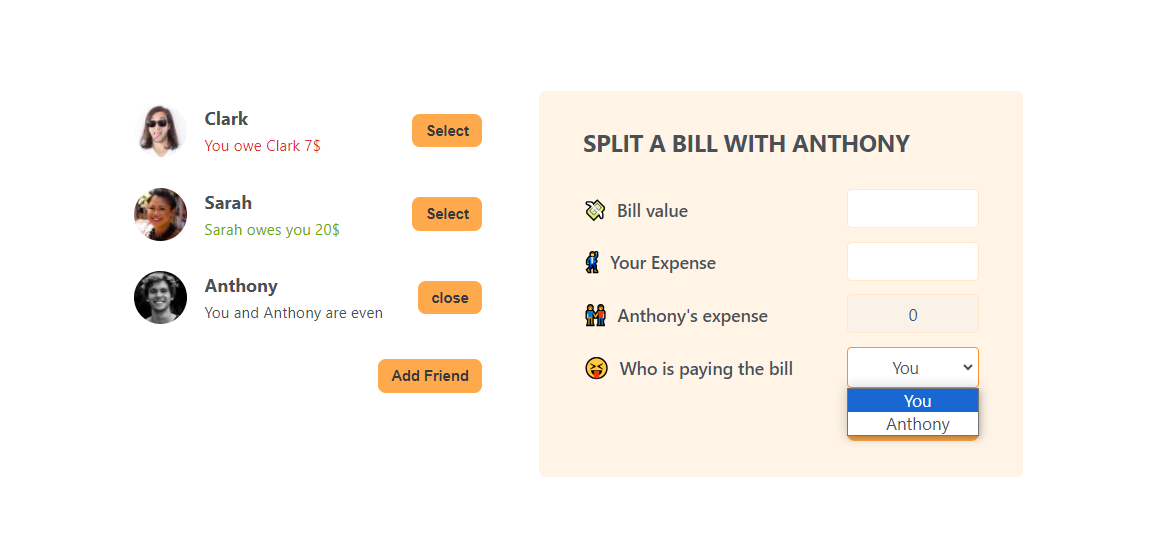 Clark
You owe Clark 7$
Select
Sarah
Sarah owes you 20$
Select
Anthony
You and Anthony are even
close
Add Friend
SPLIT A BILL WITH ANTHONY
Bill value
Your Expense
Anthony's expense
0
Who is paying the bill
You
You
Anthony